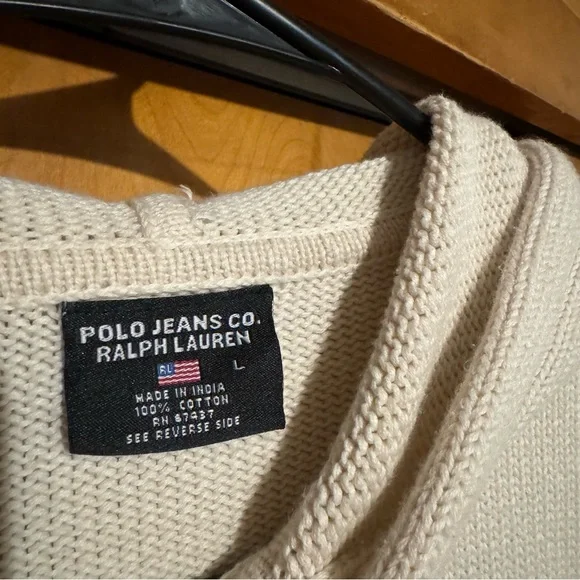 POLO JEANS CO.
RALPH LAUREN
RL
L
MADE IN INDIA
100% COTTON
RN 67437
SEE REVERSE SIDE